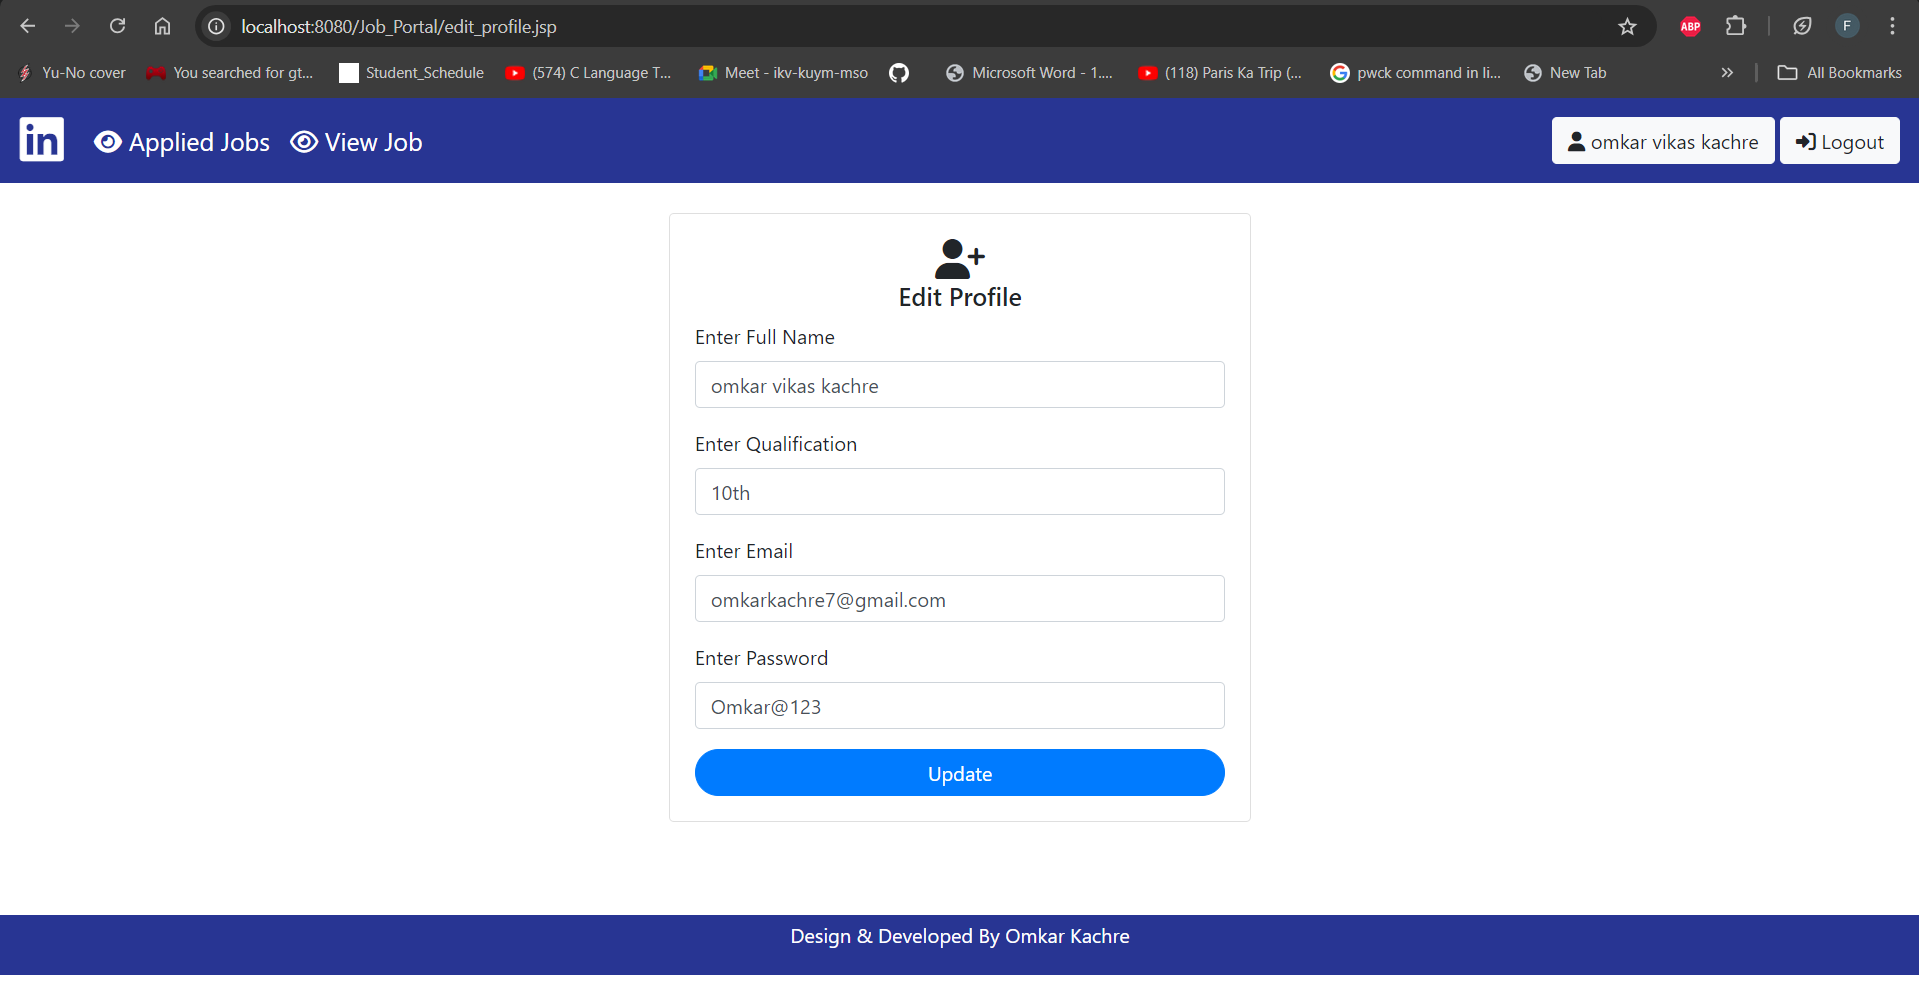 localhost:8080/Job_Portal/edit_profile.jsp
ABP
F
Yu-No cover
You searched for gt...
Student_Schedule
(574) C Language T...
Meet - ikv-kuym-mso
Microsoft Word - 1....
(118) Paris Ka Trip (...
pwck command in li...
New Tab
All Bookmarks
in
Applied Jobs
View Job
omkar vikas kachre
Logout
Edit Profile
Enter Full Name
omkar vikas kachre
Enter Qualification
10th
Enter Email
omkarkachre7@gmail.com
Enter Password
Omkar@123
Update
Design & Developed By Omkar Kachre